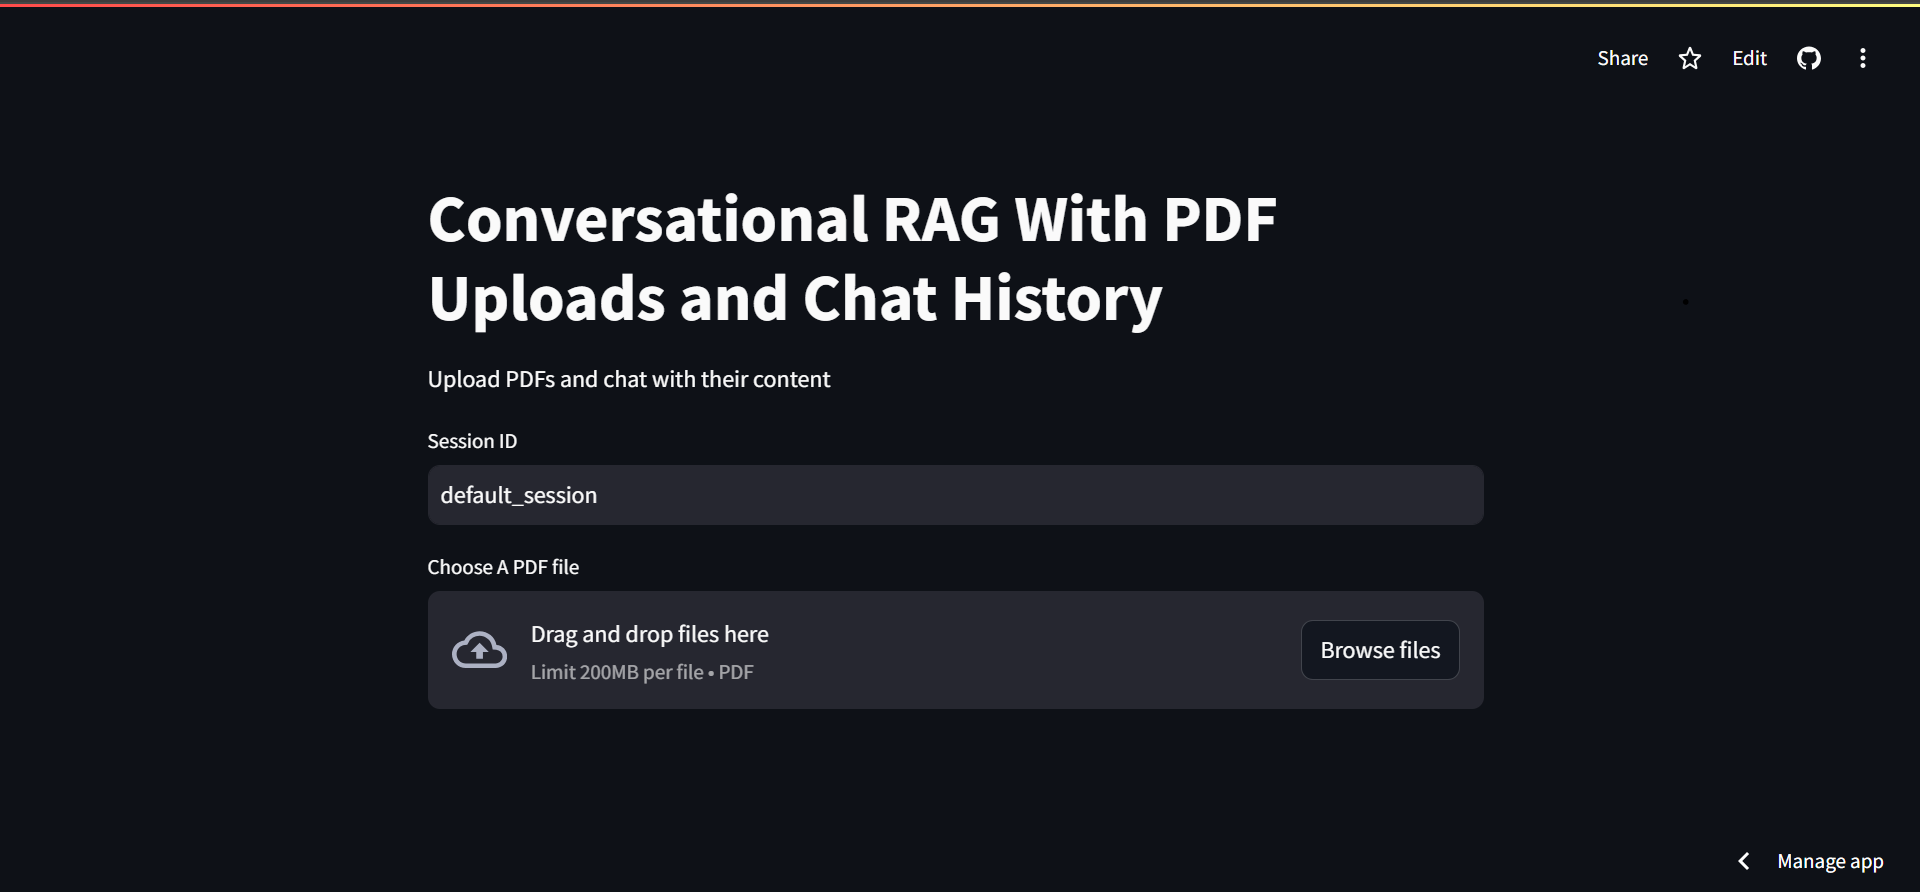 Share
Edit
Conversational RAG With PDF
Uploads and Chat History
Upload PDFs and chat with their content
Session ID
default_session
Choose A PDF file
Drag and drop files here
Limit 200MB per file • PDF
Browse files
Manage app